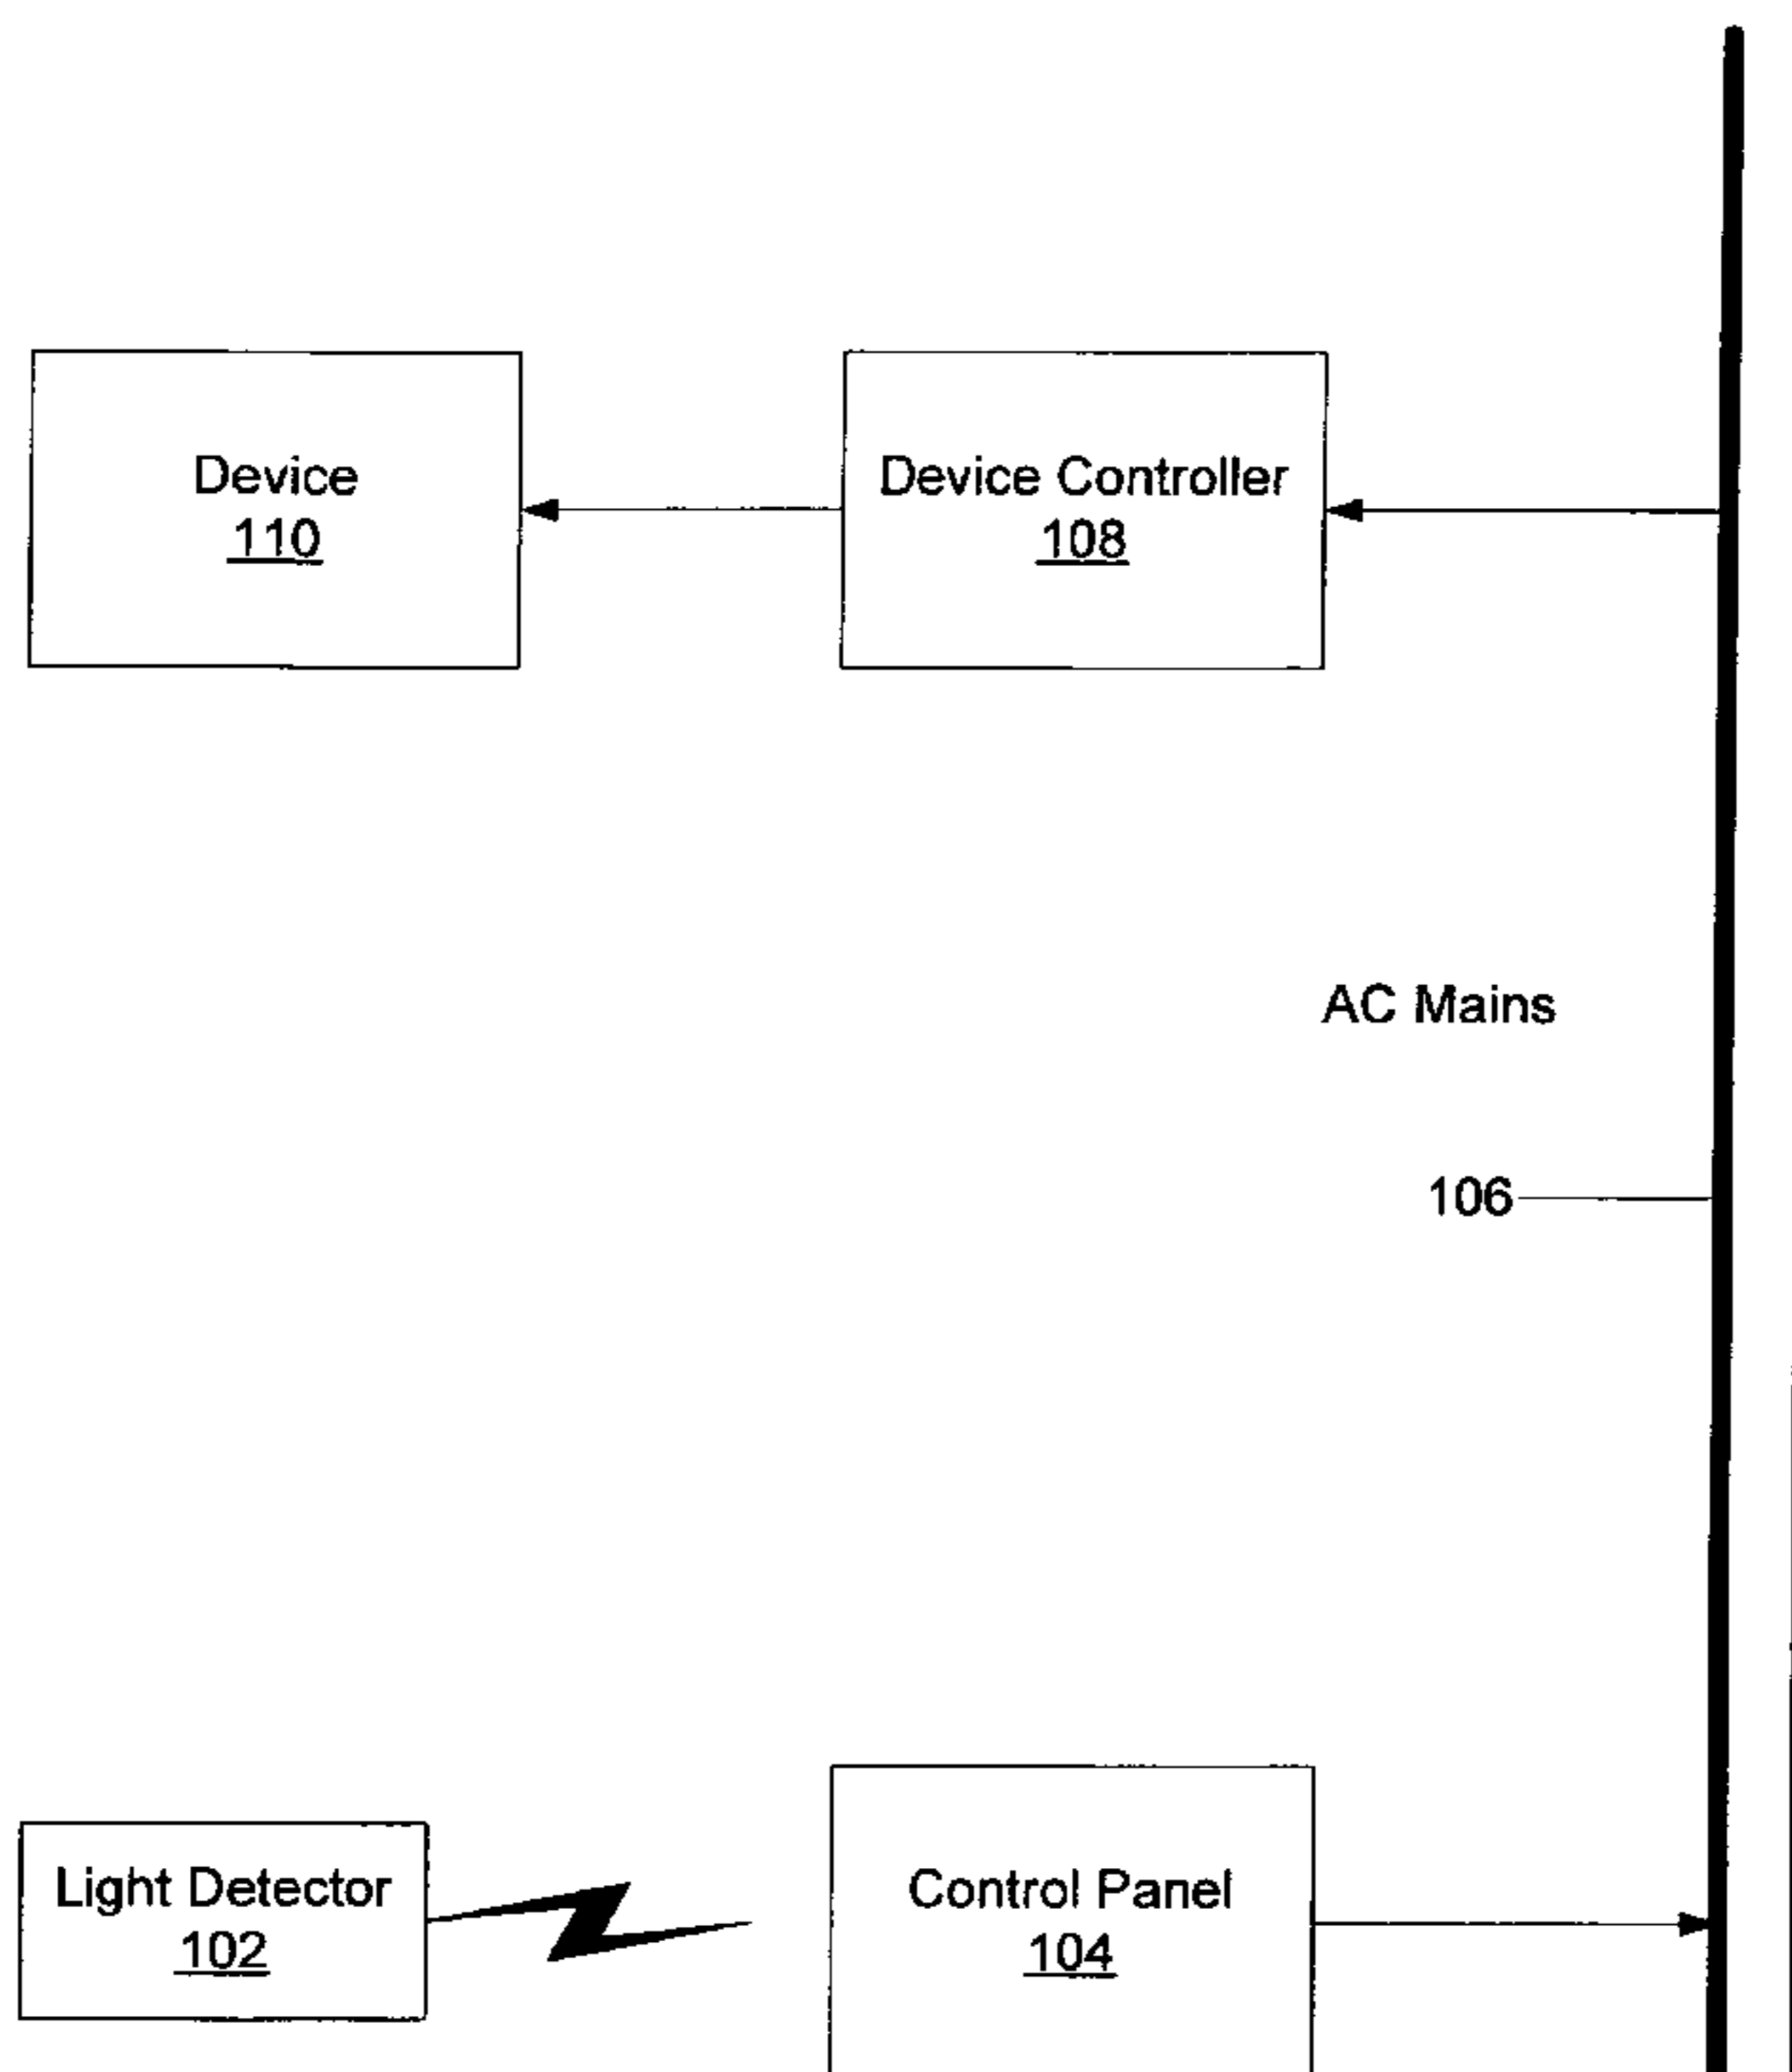 Device
110
Device Controller
108
AC Mains
106
Light Detector
102
Control Panel
104